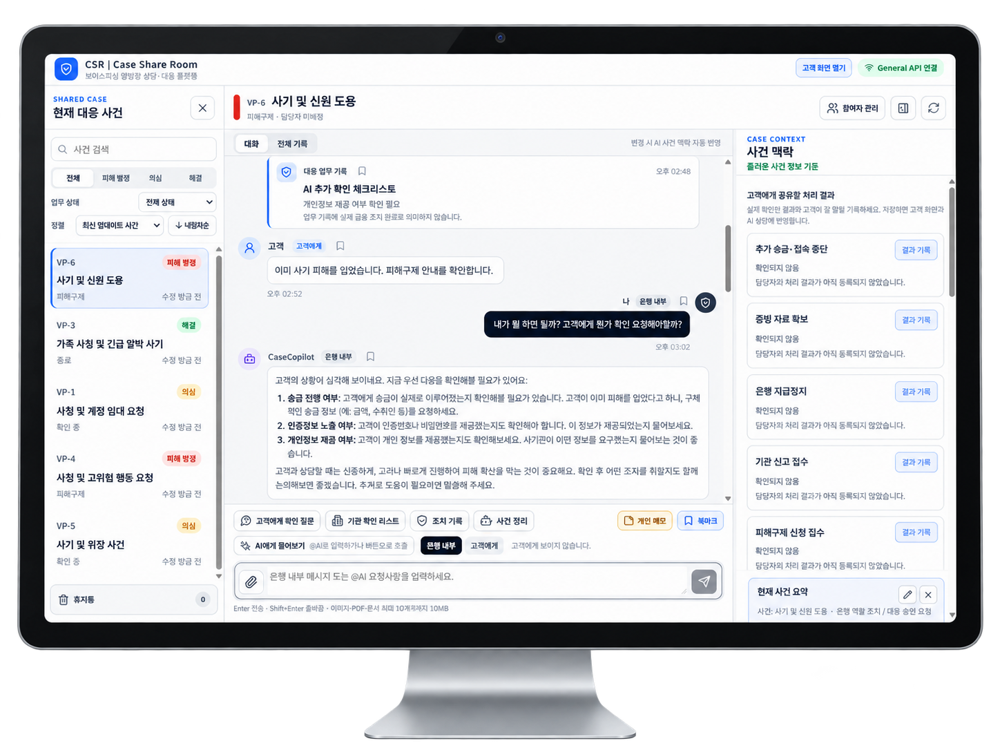 CSR | Case Share Room
보이스피싱 양방장 상담·대응 플랫폼
고객 화면 열기
General API 연결
SHARED CASE
현재 대응 사건
사건 검색
전체 피해 발쟁 의심 해결
업무 상태 전체 상태
정렬 최신 업데이트 시간 ↓ 내림차순
VP-6 피해 발쟁
사기 및 신원 도용
피해구제 수정 방금 전
VP-3 해결
가족 사칭 및 긴급 알박 사기
종료 수정 방금 전
VP-1 의심
사칭 및 계정 임대 요청
확인 중 수정 방금 전
VP-4 피해 방쟁
사칭 및 고위험 행동 요청
피해구제 수정 방금 전
VP-5 의심
사기 및 위장 사건
확인 중 수정 방금 전
휴지통 0
VP-6 사기 및 신원 도용
피해구제 · 담당자 미배정
참여자 관리
대화 전체 기록
변경 시 AI 사건 맥락 자동 반영
대응 업무 기록 오후 02:48
AI 추가 확인 체크리스토
개인정보 재공 여부 확인 필요
업무 기록에 실제 금융 조치 완료로 의미하지 않습니다.
고객 고객에게
이미 사기 피해를 입었습니다. 피해구제 안내를 확인합니다.
오후 02:52
나 은행 내부
내가 뭘 하면 될까? 고객에게 뭔가 확인 요청해야할까?
오후 03:02
CaseCopilot 은행 내부
고객의 상황이 심각해 보이네요. 지금 우선 다음을 확인해볼 필요가 있어요:
1. 송금 전행 여부: 고객에게 송금이 실제로 이루어졌는지 확인해볼 필요가 있습니다. 고객이 이미 피해를 입었다고 하니, 구체
적인 송금 정보 (예: 금액, 수취인 등)를 요청하세요.
2. 인증정보 노출 여부: 고객이 인증번호나 비밀번호를 제공했는지도 확인해야 합니다. 이 정보가 제공되었는지 물어보세요.
3. 개인정보 재공 여부: 고객이 개인 정보를 제공했는지도 확인해보세요. 사기꾼이 어떤 정보를 요구했는지 물어보는 것이 좋
습니다.
고객과 상담할 때는 신중하게, 고러나 빠르게 진행하여 피해 확산을 막는 것이 중요해요. 확인 후 어떤 조치를 취할지도 함께
논의해보면 좋겠습니다. 추가로 도움이 필요하면 말씀해 주세요.
고객에게 확인 질문 기관 확인 리스트 조치 기록 사건 정리 개인 메모 북마크
AI에게 물어보기 @AI로 입력하거나 버튼으로 호출 은행 내부 고객에게 고객에게 보이지 않습니다.
은행 내부 메시지 또는 @AI 요청사항을 입력하세요.
Enter 전송 · Shift+Enter 줄바꿈 · 이미지·PDF·문서 최대 10개 10MB
CASE CONTEXT
사건 맥락
줄러온 사건 정보 기둔
고객에게 공유할 처리 결과
실제 확인한 결과와 고객이 잘 말할 기록하세요. 저장하면 고객 화면과
AI 상담에 반영됩니다.
추가 송금·접속 중단 결과 기록
확인되지 않음
담당자의 처리 결과가 아직 등록되지 않았습니다.
증빙 자료 확보 결과 기록
확인되지 않음
담당자의 처리 결과가 아직 등록되지 않았습니다.
은행 지급정지 결과 기록
확인되지 않음
담당자의 처리 결과가 아직 등록되지 않았습니다.
기관 신고 접수 결과 기록
확인되지 않음
담당자의 처리 결과가 아직 등록되지 않았습니다.
피해구제 신청 접수 결과 기록
확인되지 않음
담당자의 처리 결과가 아직 등록되지 않았습니다.
현재 사건 요약
사건: 사기 및 신원 도용 · 은행 역할 조치 / 대응 승인 요청